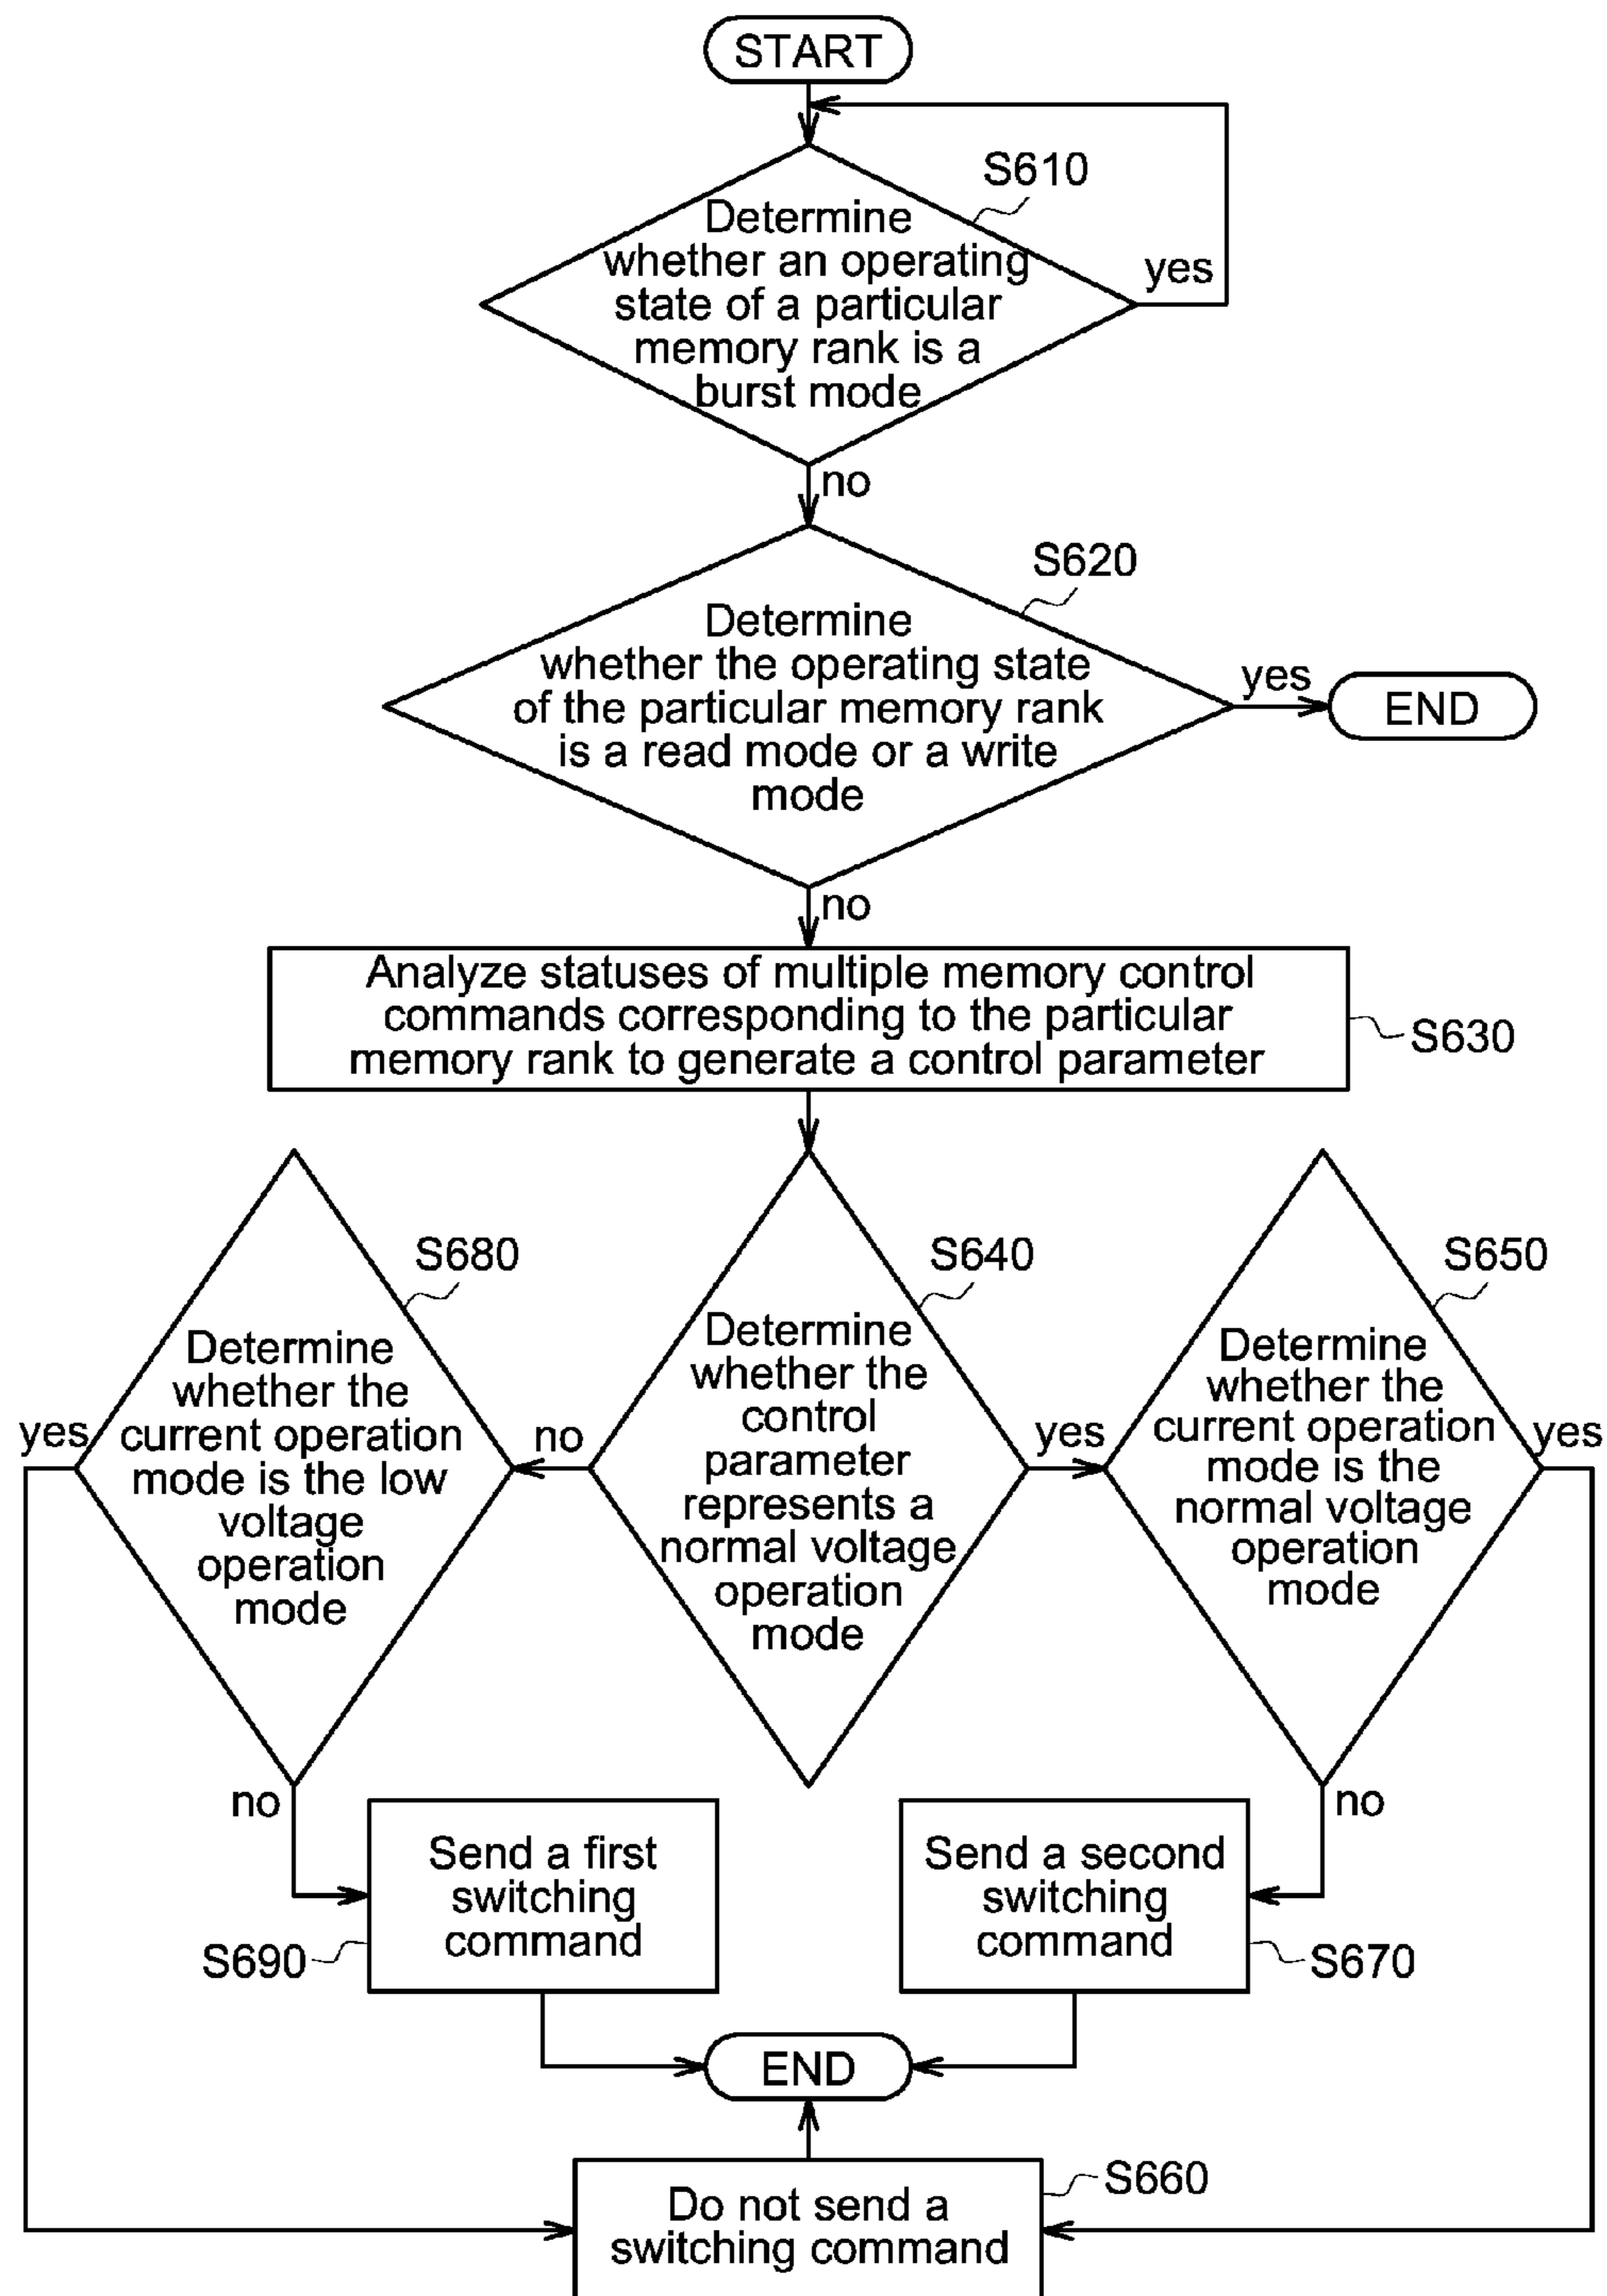 START
S610
Determine
whether an operating
state of a particular
memory rank is a
burst mode
yes
no
S620
Determine
whether the operating state
of the particular memory rank
is a read mode or a write
mode
yes
END
no
Analyze statuses of multiple memory control
commands corresponding to the particular
memory rank to generate a control parameter
S630
S680
Determine
whether the
current operation
mode is the low
voltage
operation
mode
yes
no
S640
Determine
whether the
control
parameter
represents a
normal voltage
operation
mode
no
yes
S650
Determine
whether the
current operation
mode is the
normal voltage
operation
mode
yes
no
Send a first
switching
command
S690
Send a second
switching
command
S670
END
S660
Do not send a
switching command